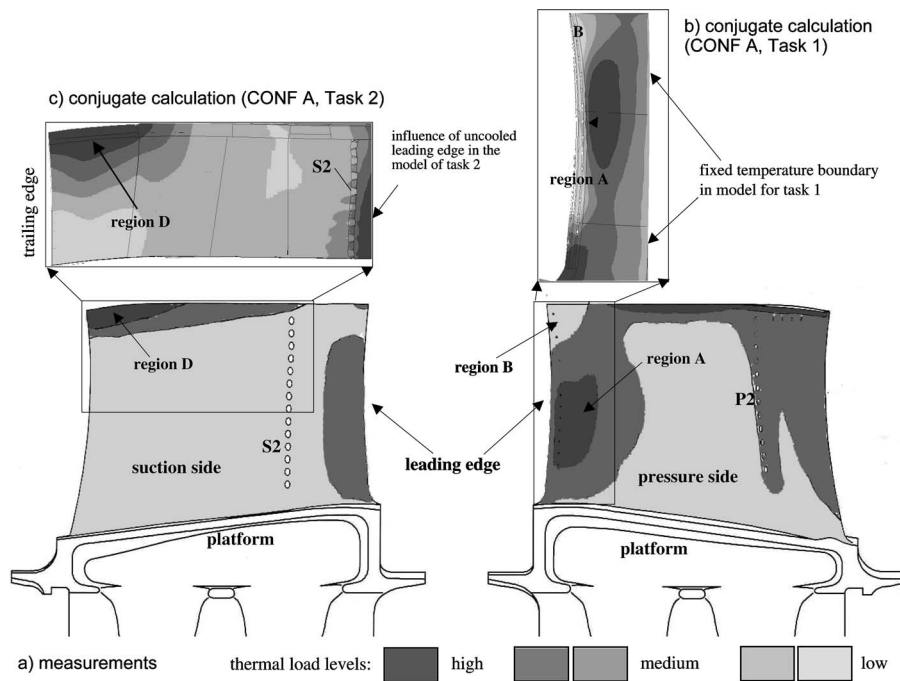 b) conjugate calculation
(CONF A, Task 1)
B
region A
fixed temperature boundary
in model for task 1
c) conjugate calculation (CONF A, Task 2)
S2
region D
trailing edge
influence of uncooled
leading edge in the
model of task 2
region D
S2
suction side
leading edge
platform
region B
region A
P2
pressure side
platform
a) measurements
thermal load levels:
high
medium
low